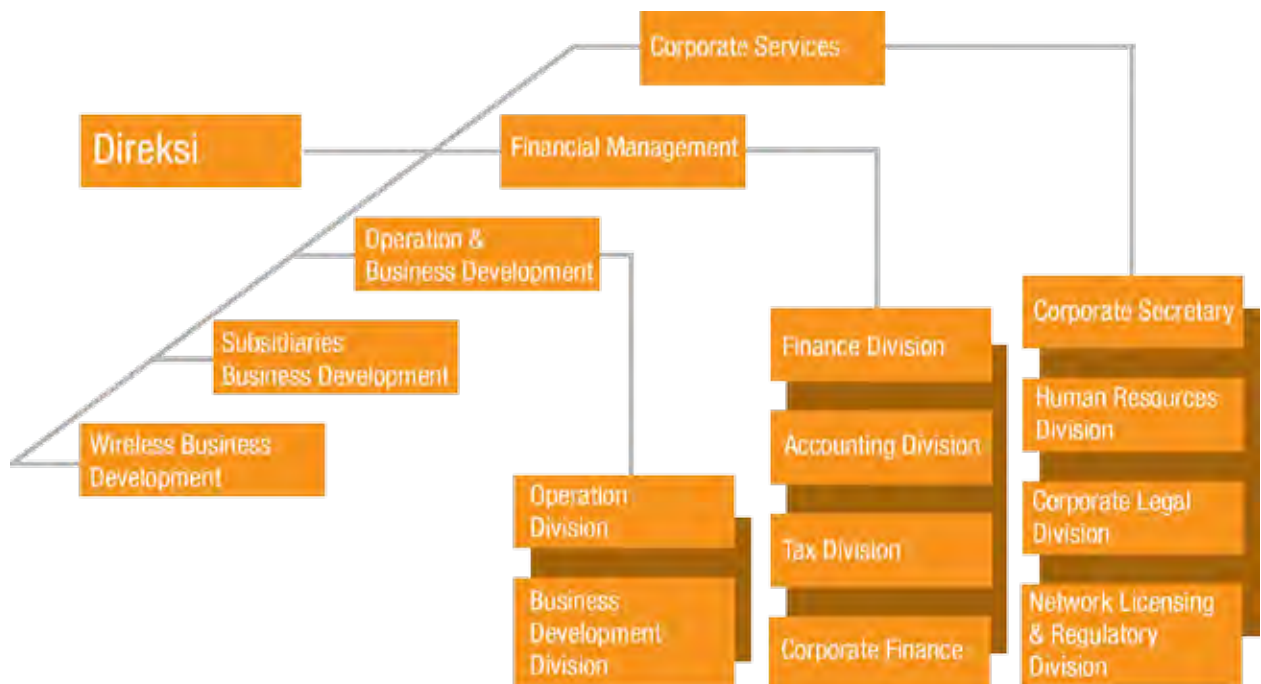 Corporate Services
Direksi
Financial Management
Operation &
Business Development
Subsidiaries
Business Development
Wireless Business
Development
Operation
Division
Business
Development
Division
Finance Division
Accounting Division
Tax Division
Corporate Finance
Corporate Secretary
Human Resources
Division
Corporate Legal
Division
Network Licensing
& Regulatory
Division